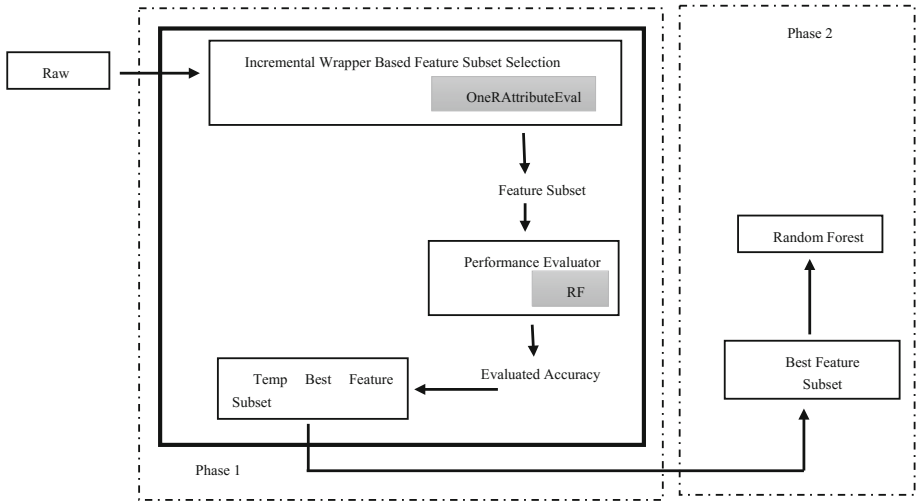 Phase 2
Raw
Incremental Wrapper Based Feature Subset Selection
OneRAttributeEval
Feature Subset
Performance Evaluator
RF
Evaluated Accuracy
Temp Best Feature
Subset
Phase 1
Random Forest
Best Feature
Subset